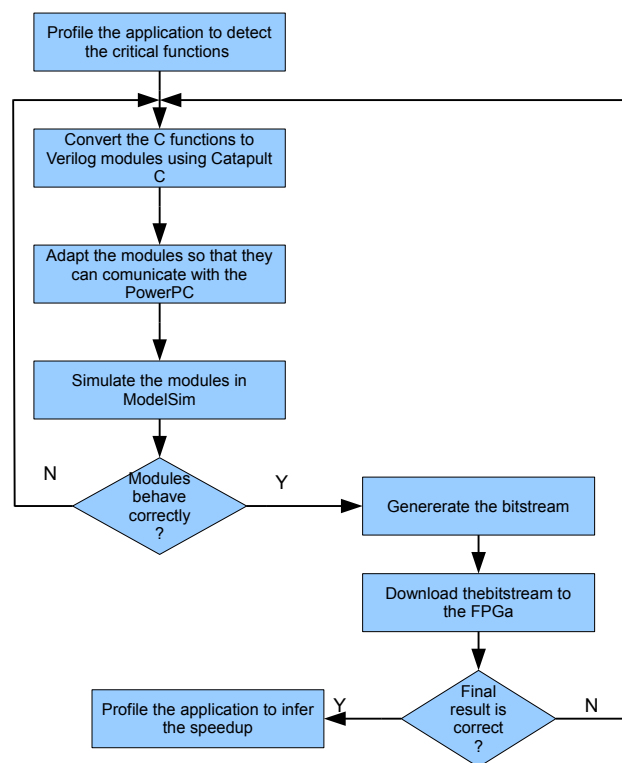 Profile the application to detect
the critical functions
Convert the C functions to
Verilog modules using Catapult
C
Adapt the modules so that they
can comunicate with the
PowerPC
Simulate the modules in
ModelSim
Modules
behave
correctly
?
N
Y
Genererate the bitstream
Download thebitstream to
the FPGa
Final
result is
correct
?
Y
N
Profile the application to infer
the speedup